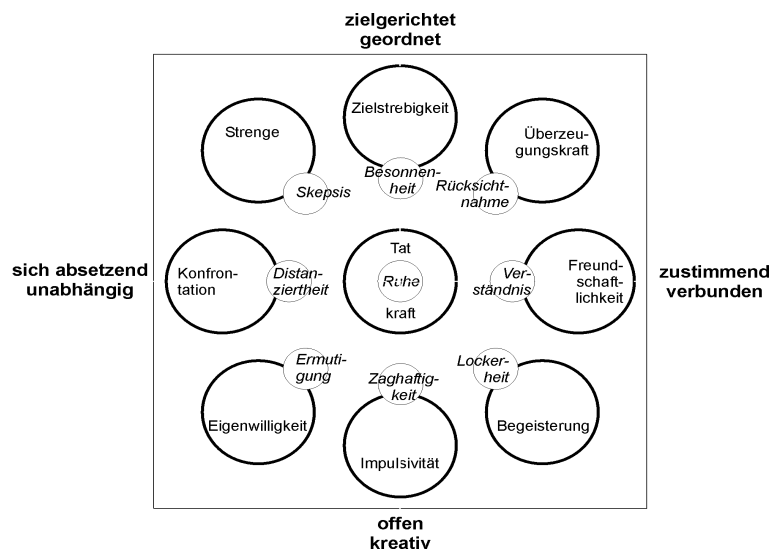 zielgerichtet
geordnet
Zielstrebigkeit
Strenge
Überzeu-
gungskraft
Besonnen-
heit
Skepsis
Rücksicht-
nahme
Tat
sich absetzend
unabhängig
Konfron-
tation
Distan-
ziertheit
Ruhe
Ver-
ständnis
Freund-
schaft-
lichkeit
zustimmend
verbunden
kraft
Ermuti-
gung
Zaghaftig-
keit
Locker-
heit
Eigenwilligkeit
Begeisterung
Impulsivität
offen
kreativ